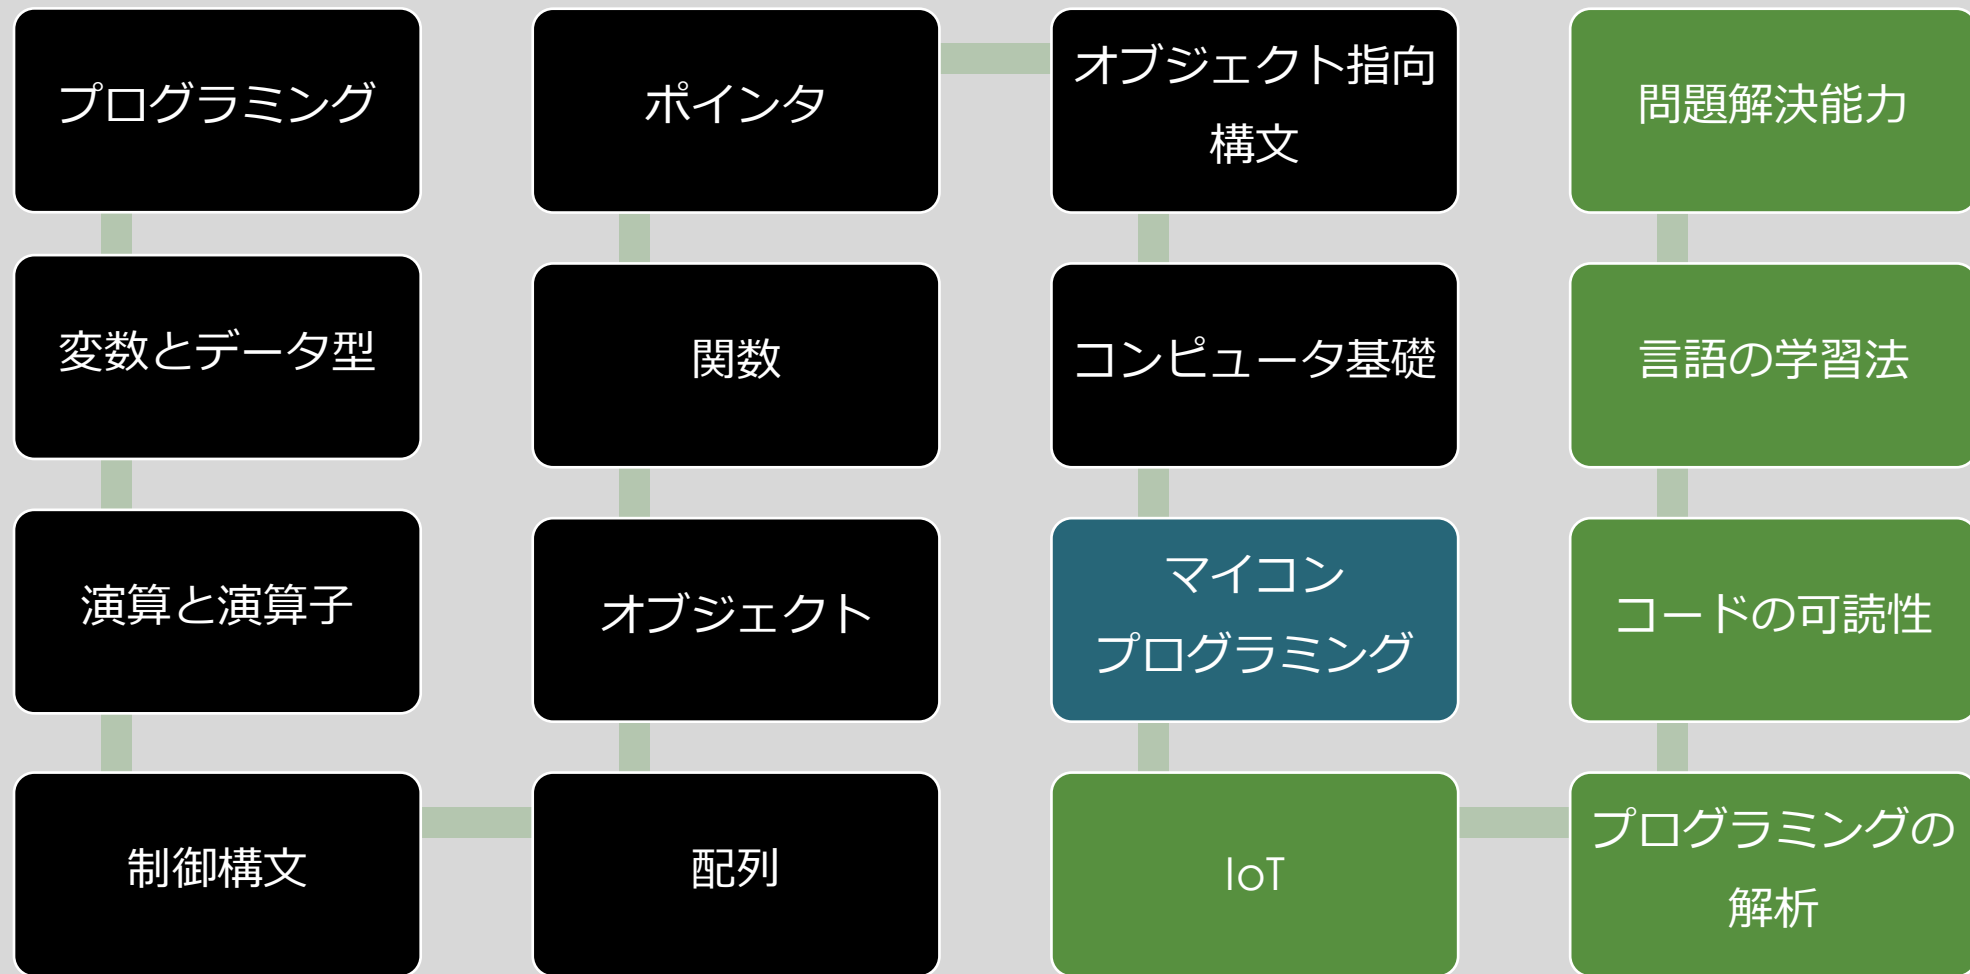 プログラミング
変数とデータ型
演算と演算子
制御構文
配列
オブジェクト
関数
ポインタ
オブジェクト指向
構文
コンピュータ基礎
マイコン
プログラミング
IoT
プログラミングの
解析
コードの可読性
言語の学習法
問題解決能力